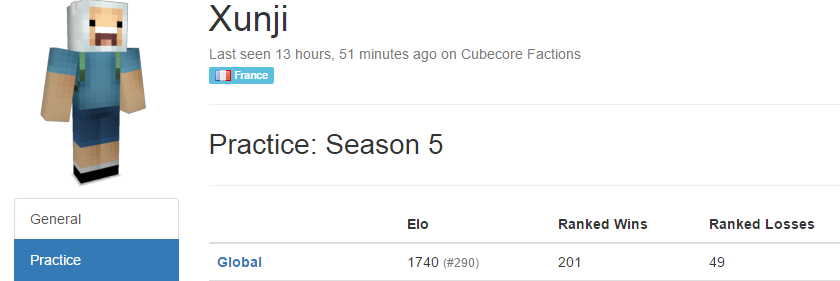 Xunji
Last seen 13 hours, 51 minutes ago on Cubecore Factions
France
Practice: Season 5
General
Practice
Elo Ranked Wins Ranked Losses
Global 1740 (#290) 201 49